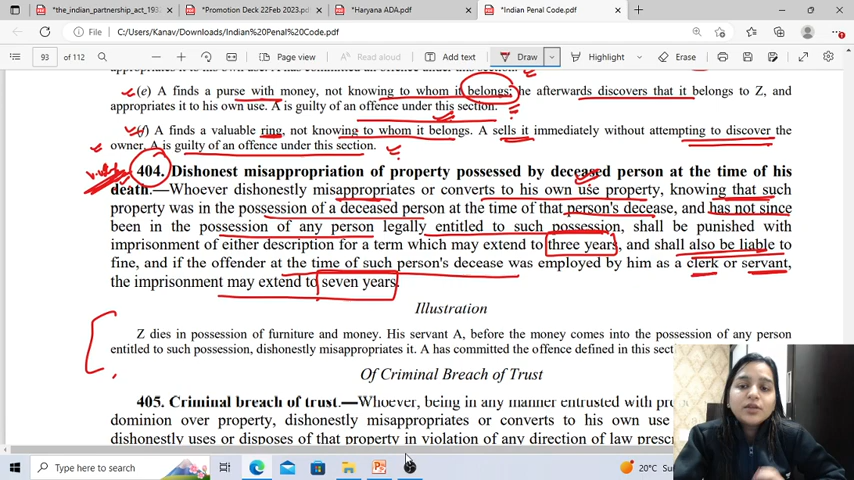 *the_indian_partnership_act_193
*Promotion Deck 22Feb 2023.pdf
*Haryana ADA.pdf
*Indian Penal Code.pdf
File
C:/Users/Kanav/Downloads/Indian%20Penal%20Code.pdf
93 of 112
Read aloud
Add text
Draw
Highlight
Erase
(e) A finds a purse with money, not knowing to whom it belongs; he afterwards discovers that it belongs to Z, and
appropriates it to his own use. A is guilty of an offence under this section.
(f) A finds a valuable ring, not knowing to whom it belongs. A sells it immediately without attempting to discover the
owner. A is guilty of an offence under this section.
404. Dishonest misappropriation of property possessed by deceased person at the time of his
death.—Whoever dishonestly misappropriates or converts to his own use property, knowing that such
property was in the possession of a deceased person at the time of that person's decease, and has not since
been in the possession of any person legally entitled to such possession, shall be punished with
imprisonment of either description for a term which may extend to three years, and shall also be liable to
fine, and if the offender at the time of such person's decease was employed by him as a clerk or servant,
the imprisonment may extend to seven years.
Illustration
Z dies in possession of furniture and money. His servant A, before the money comes into the possession of any person
entitled to such possession, dishonestly misappropriates it. A has committed the offence defined in this
Of Criminal Breach of Trust
405. Criminal breach of trust.—Whoever, being in any manner entrusted with
dominion over property, dishonestly misappropriates or converts to his own
dishonestly uses or disposes of that property in violation of any direction of law
Type here to search
20°C